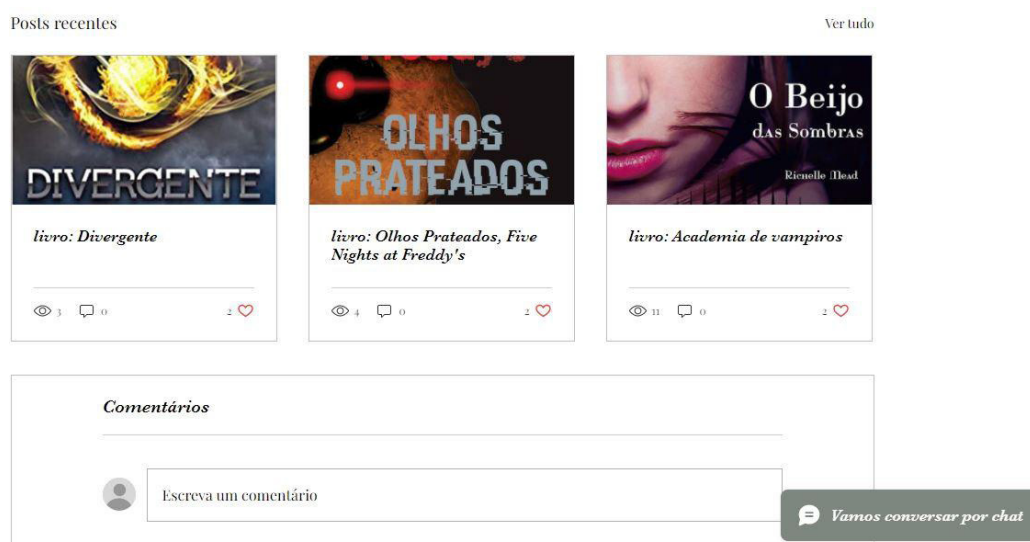 Posts recentes
Ver tudo
DIVERGENTE
OLHOS
PRATEADOS
O Beijo
das Sombras
Richelle Mead
livro: Divergente
livro: Olhos Prateados, Five
Nights at Freddy's
livro: Academia de vampiros
3 0 2
4 0 2
11 0 2
Comentários
Escreva um comentário
Vamos conversar por chat